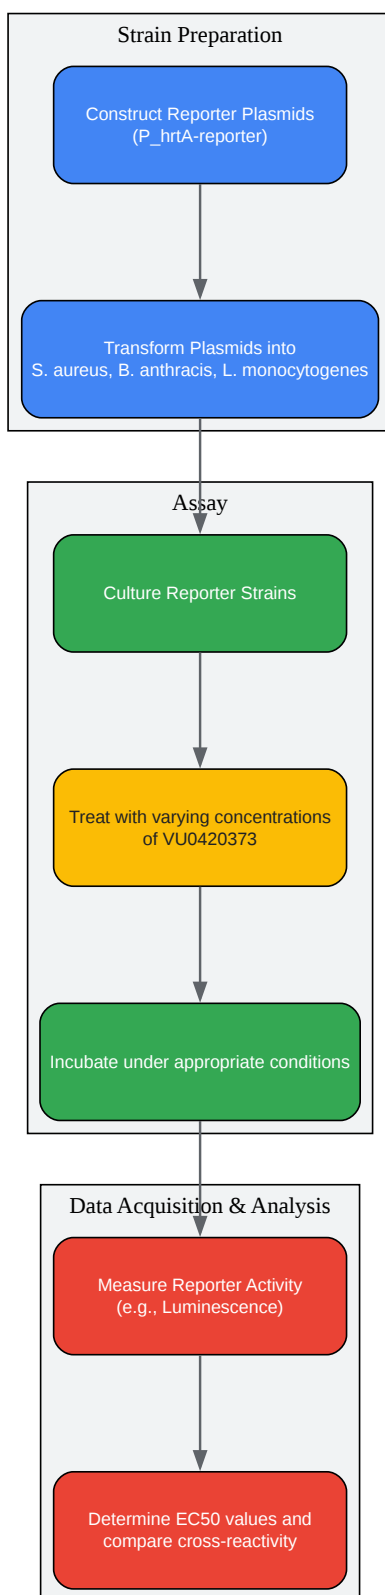 Strain Preparation
Construct Reporter Plasmids
(P_hrtA-reporter)
Transform Plasmids into
S. aureus, B. anthracis, L. monocytogenes
Assay
Culture Reporter Strains
Treat with varying concentrations
of VU0420373
Incubate under appropriate conditions
Data Acquisition & Analysis
Measure Reporter Activity
(e.g., Luminescence)
Determine EC50 values and
compare cross-reactivity